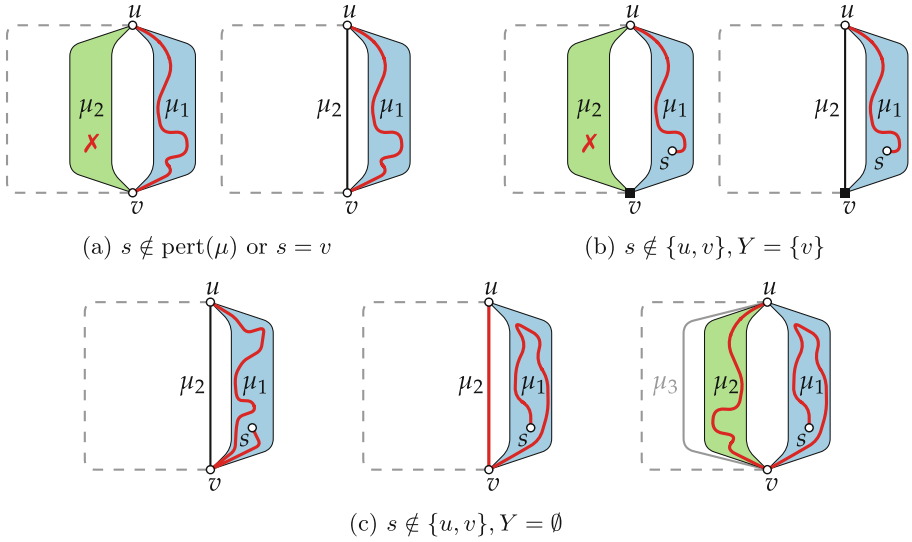 u u u u
μ₂ μ₁ μ₂ μ₁ μ₂ μ₁ μ₂ μ₁
✗ ✗ s s
v v v v
(a) s ∉ pert(μ) or s = v (b) s ∉ {u, v}, Y = {v}
u u u
μ₂ μ₁ μ₂ μ₁ μ₃ μ₂ μ₁
s s s
v v v
(c) s ∉ {u, v}, Y = ∅